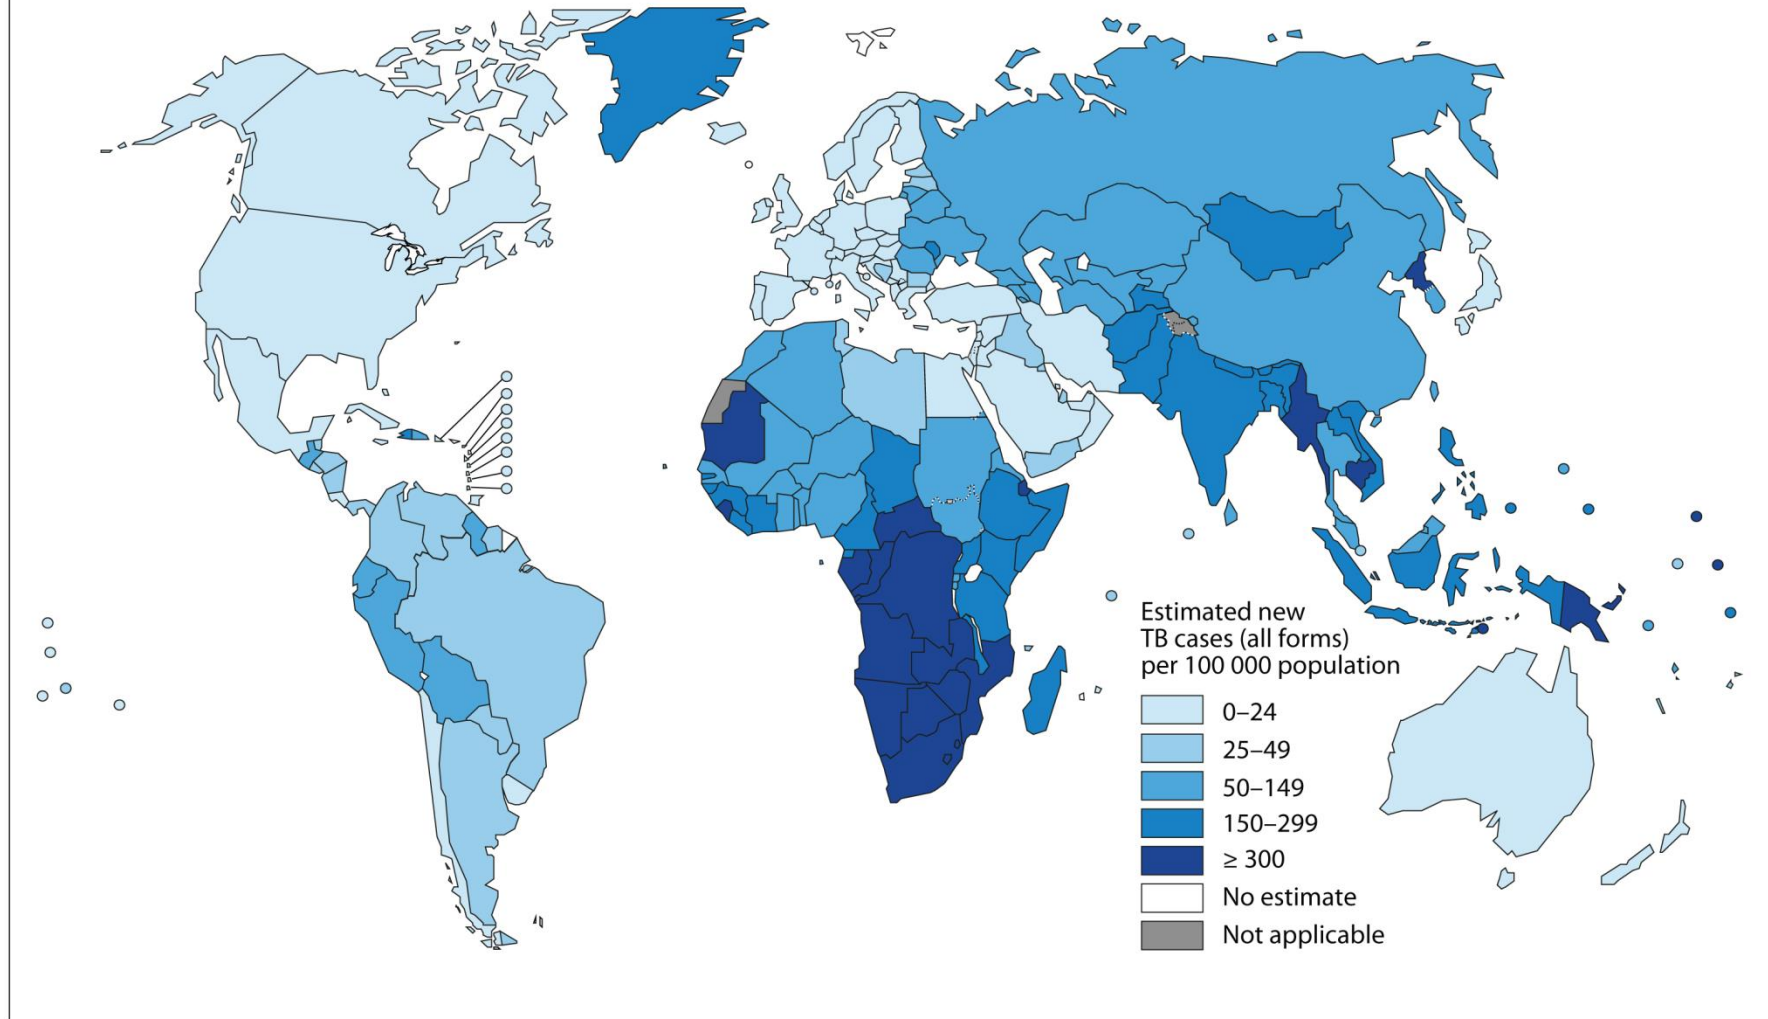 Estimated new
TB cases (all forms)
per 100 000 population
0–24
25–49
50–149
150–299
≥ 300
No estimate
Not applicable